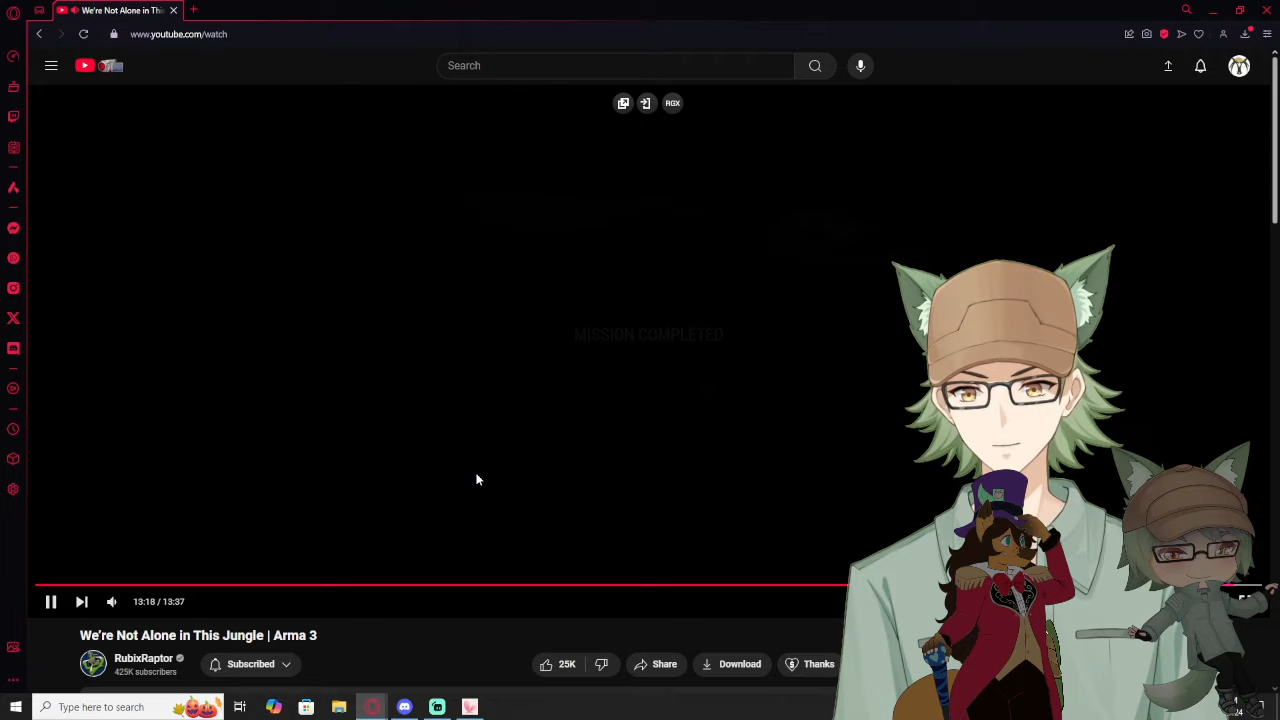 We're Not Alone in Thi
www.youtube.com/watch
Search
RGX
MISSION COMPLETED
13:18 / 13:37
We're Not Alone in This Jungle | Arma 3
RubixRaptor
425K subscribers
Subscribed
25K
Share
Download
Thanks
Type here to search
24